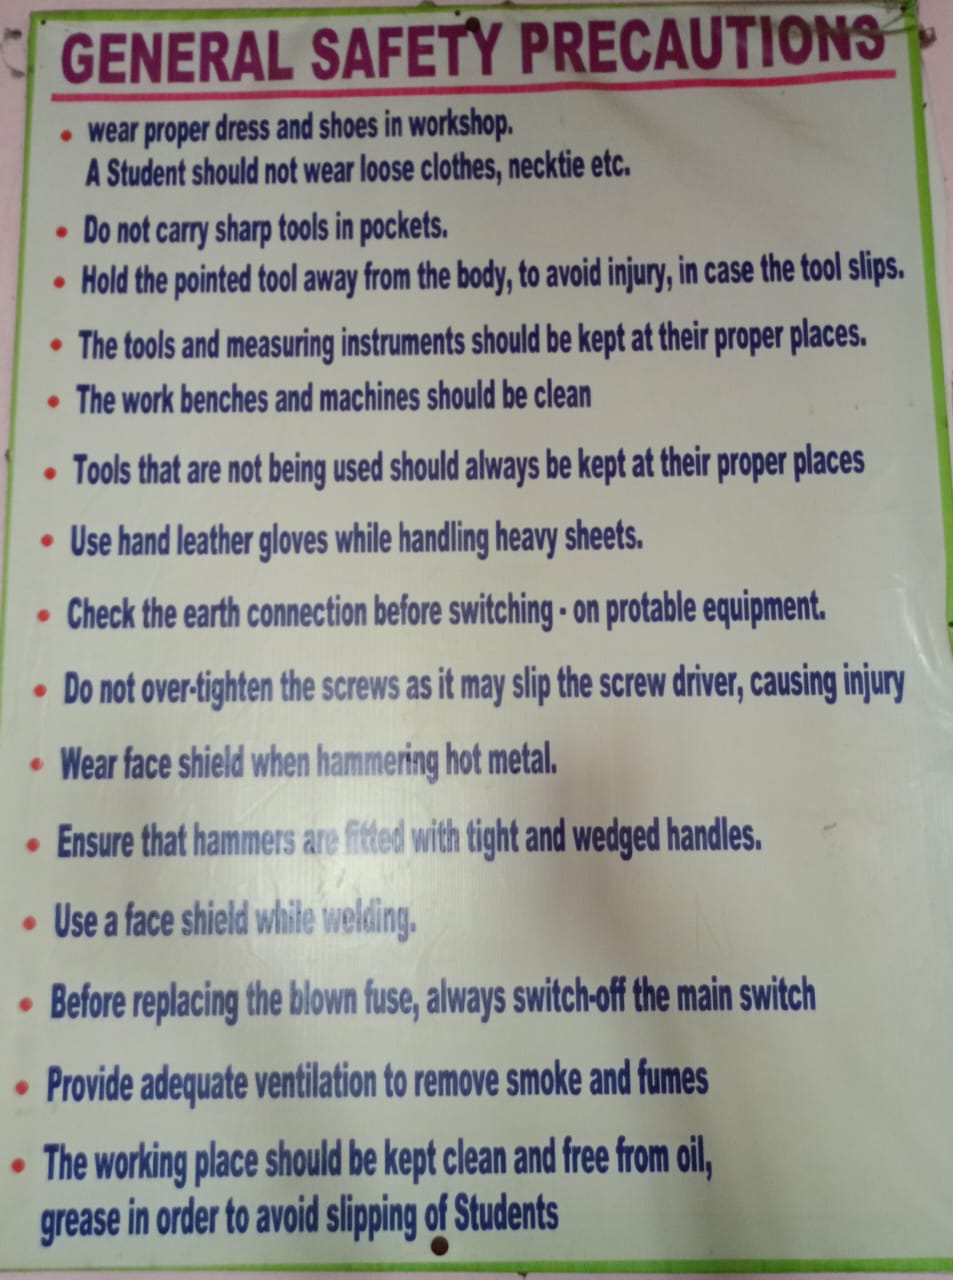 GENERAL SAFETY PRECAUTIONS
• wear proper dress and shoes in workshop.
A Student should not wear loose clothes, necktie etc.
• Do not carry sharp tools in pockets.
• Hold the pointed tool away from the body, to avoid injury, in case the tool slips.
• The tools and measuring instruments should be kept at their proper places.
• The work benches and machines should be clean
• Tools that are not being used should always be kept at their proper places
• Use hand leather gloves while handling heavy sheets.
• Check the earth connection before switching - on protable equipment.
• Do not over-tighten the screws as it may slip the screw driver, causing injury
• Wear face shield when hammering hot metal.
• Ensure that hammers are fitted with tight and wedged handles.
• Use a face shield while welding.
• Before replacing the blown fuse, always switch-off the main switch
• Provide adequate ventilation to remove smoke and fumes
• The working place should be kept clean and free from oil,
grease in order to avoid slipping of Students